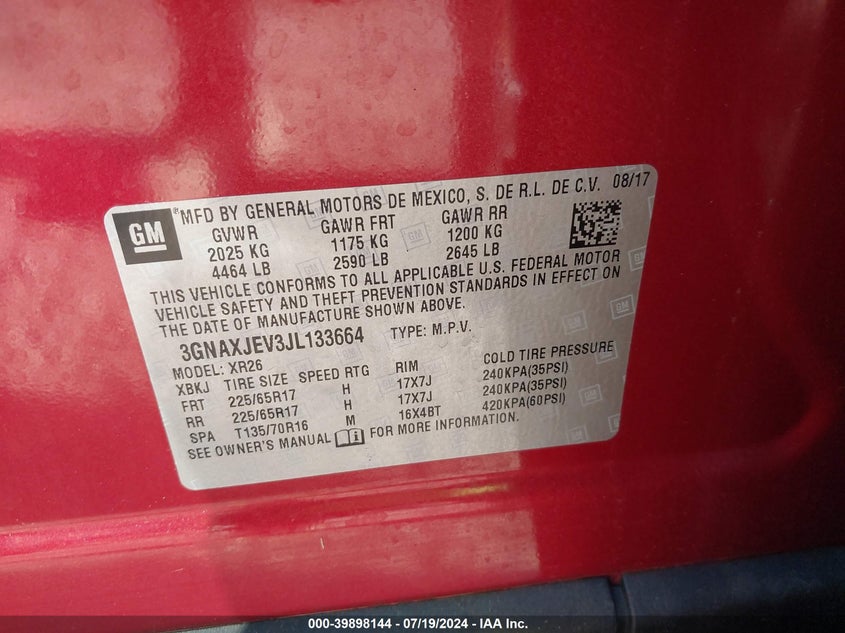 GM ® MFD BY GENERAL MOTORS DE MEXICO, S. DE R.L. DE C.V. 08/17
GVWR GAWR FRT GAWR RR
2025 KG 1175 KG 1200 KG
4464 LB 2590 LB 2645 LB
THIS VEHICLE CONFORMS TO ALL APPLICABLE U.S. FEDERAL MOTOR
VEHICLE SAFETY AND THEFT PREVENTION STANDARDS IN EFFECT ON
THE DATE OF MANUFACTURE SHOWN ABOVE.
3GNAXJEV3JL133664 TYPE: M.P.V.
MODEL: XR26
XBKJ TIRE SIZE SPEED RTG RIM COLD TIRE PRESSURE
FRT 225/65R17 H 17X7J 240KPA(35PSI)
RR 225/65R17 H 17X7J 240KPA(35PSI)
SPA T135/70R16 M 16X4BT 420KPA(60PSI)
SEE OWNER'S MANUAL FOR MORE INFORMATION.
000-39898144 / 07/19/2024 - IAA Inc.